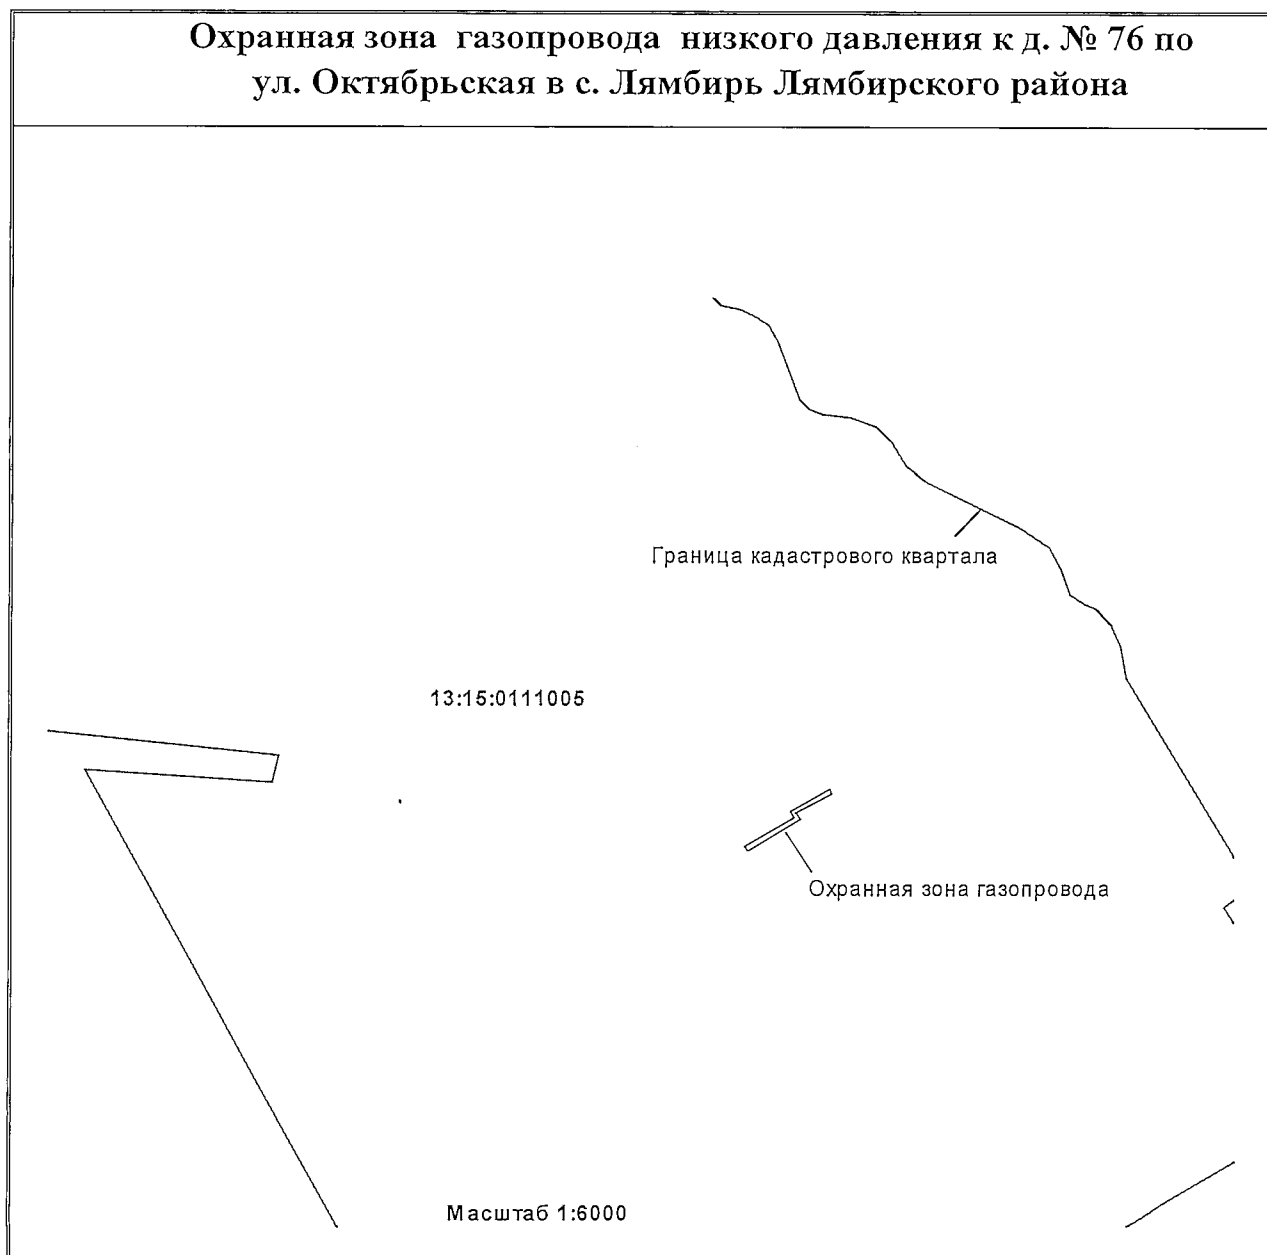 Охранная зона газопровода низкого давления к д. № 76 по
ул. Октябрьская в с. Лямбирь Лямбирского района
Граница кадастрового квартала
13:15:0111005
Охранная зона газопровода
Масштаб 1:6000